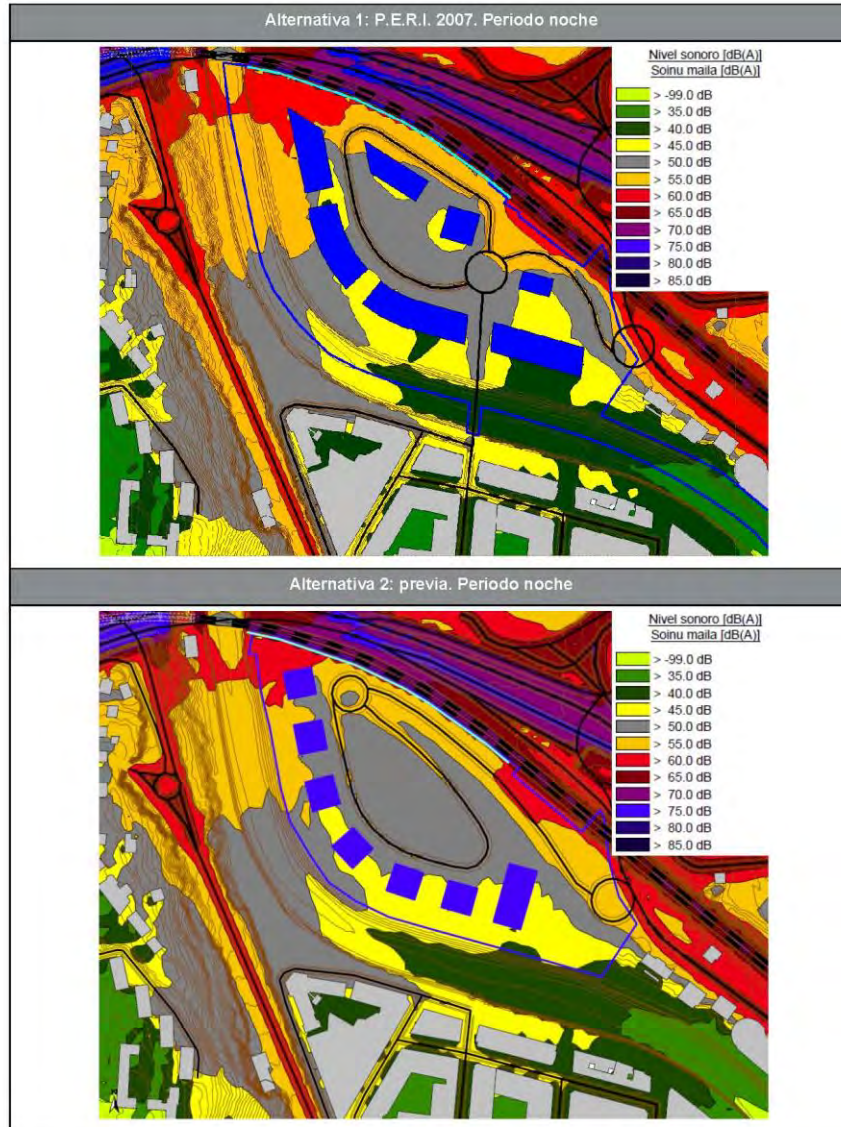 Alternativa 1: P.E.R.I. 2007. Periodo noche
Nivel sonoro [dB(A)]
Soinu maila [dB(A)]
> -99.0 dB
> 35.0 dB
> 40.0 dB
> 45.0 dB
> 50.0 dB
> 55.0 dB
> 60.0 dB
> 65.0 dB
> 70.0 dB
> 75.0 dB
> 80.0 dB
> 85.0 dB
Alternativa 2: previa. Periodo noche
Nivel sonoro [dB(A)]
Soinu maila [dB(A)]
> -99.0 dB
> 35.0 dB
> 40.0 dB
> 45.0 dB
> 50.0 dB
> 55.0 dB
> 60.0 dB
> 65.0 dB
> 70.0 dB
> 75.0 dB
> 80.0 dB
> 85.0 dB